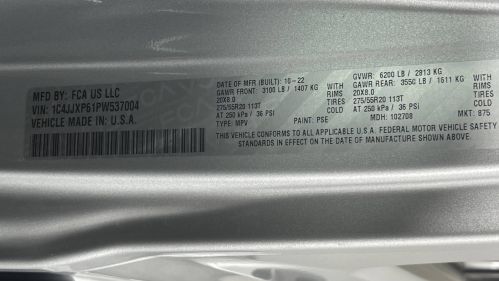 MFD BY: FCA US LLC
VIN: 1C4JJXP61PW537004
VEHICLE MADE IN: U.S.A.
DATE OF MFR (BUILT): 10-22
GVWR: 6200 LB / 2813 KG
GAWR FRONT: 3100 LB / 1407 KG WITH
GAWR REAR: 3550 LB / 1611 KG WITH
20X8.0 RIMS
20X8.0 RIMS
275/55R20 113T TIRES
275/55R20 113T TIRES
AT 250 kPa / 36 PSI COLD
AT 250 kPa / 36 PSI COLD
TYPE: MPV
PAINT: PSE
MDH: 102708
MKT: 875
THIS VEHICLE CONFORMS TO ALL APPLICABLE U.S.A. FEDERAL MOTOR VEHICLE SAFETY
STANDARDS IN EFFECT ON THE DATE OF MANUFACTURE SHOWN ABOVE.